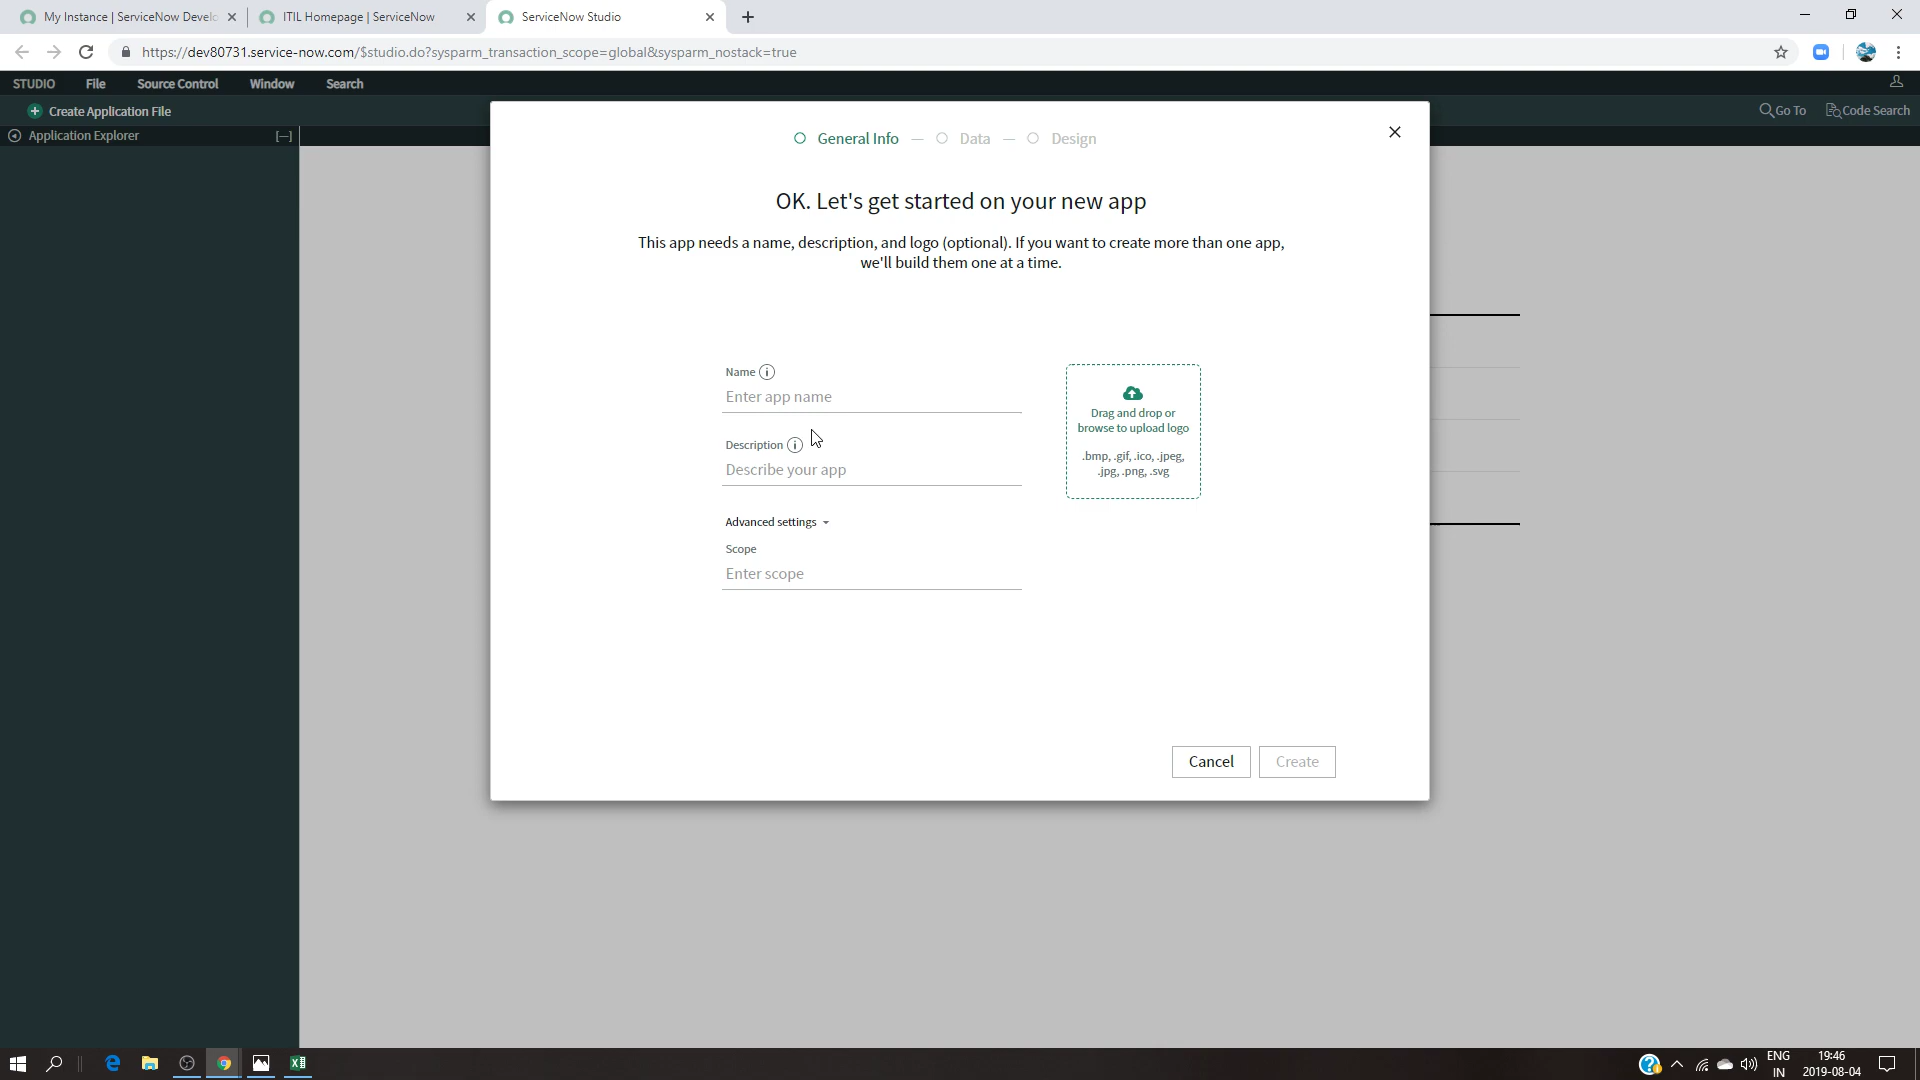 My Instance | ServiceNow Develo
ITIL Homepage | ServiceNow
ServiceNow Studio
https://dev80731.service-now.com/$studio.do?sysparm_transaction_scope=global&sysparm_nostack=true
STUDIO File Source Control Window Search
Create Application File
Go To Code Search
Application Explorer [—]
General Info — Data — Design
OK. Let's get started on your new app
This app needs a name, description, and logo (optional). If you want to create more than one app,
we'll build them one at a time.
Name
Enter app name
Description
Describe your app
Advanced settings
Scope
Enter scope
Drag and drop or
browse to upload logo
.bmp, .gif, .ico, .jpeg,
.jpg, .png, .svg
Cancel Create
ENG
IN
19:46
2019-08-04